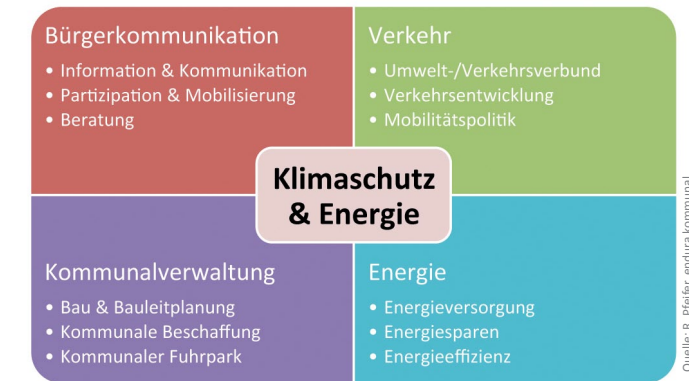 Bürgerkommunikation
• Information & Kommunikation
• Partizipation & Mobilisierung
• Beratung
Verkehr
• Umwelt-/Verkehrsverbund
• Verkehrsentwicklung
• Mobilitätspolitik
Klimaschutz
& Energie
Kommunalverwaltung
• Bau & Bauleitplanung
• Kommunale Beschaffung
• Kommunaler Fuhrpark
Energie
• Energieversorgung
• Energiesparen
• Energieeffizienz
Quelle: R. Pfeifer, endura kommunal